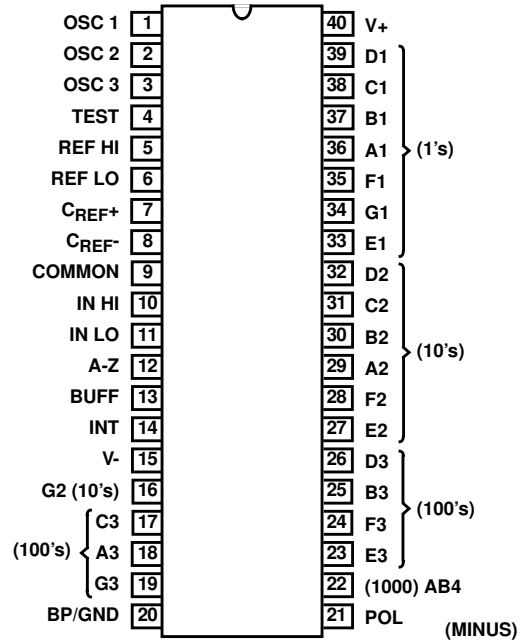 OSC 1 1 40 V+
OSC 2 2 39 D1
OSC 3 3 38 C1
TEST 4 37 B1
REF HI 5 36 A1 (1's)
REF LO 6 35 F1
CREF+ 7 34 G1
CREF- 8 33 E1
COMMON 9 32 D2
IN HI 10 31 C2
IN LO 11 30 B2
A-Z 12 29 A2 (10's)
BUFF 13 28 F2
INT 14 27 E2
V- 15 26 D3
G2 (10's) 16 25 B3 (100's)
C3 17 24 F3
(100's) A3 18 23 E3
G3 19 22 (1000) AB4
BP/GND 20 21 POL
(MINUS)